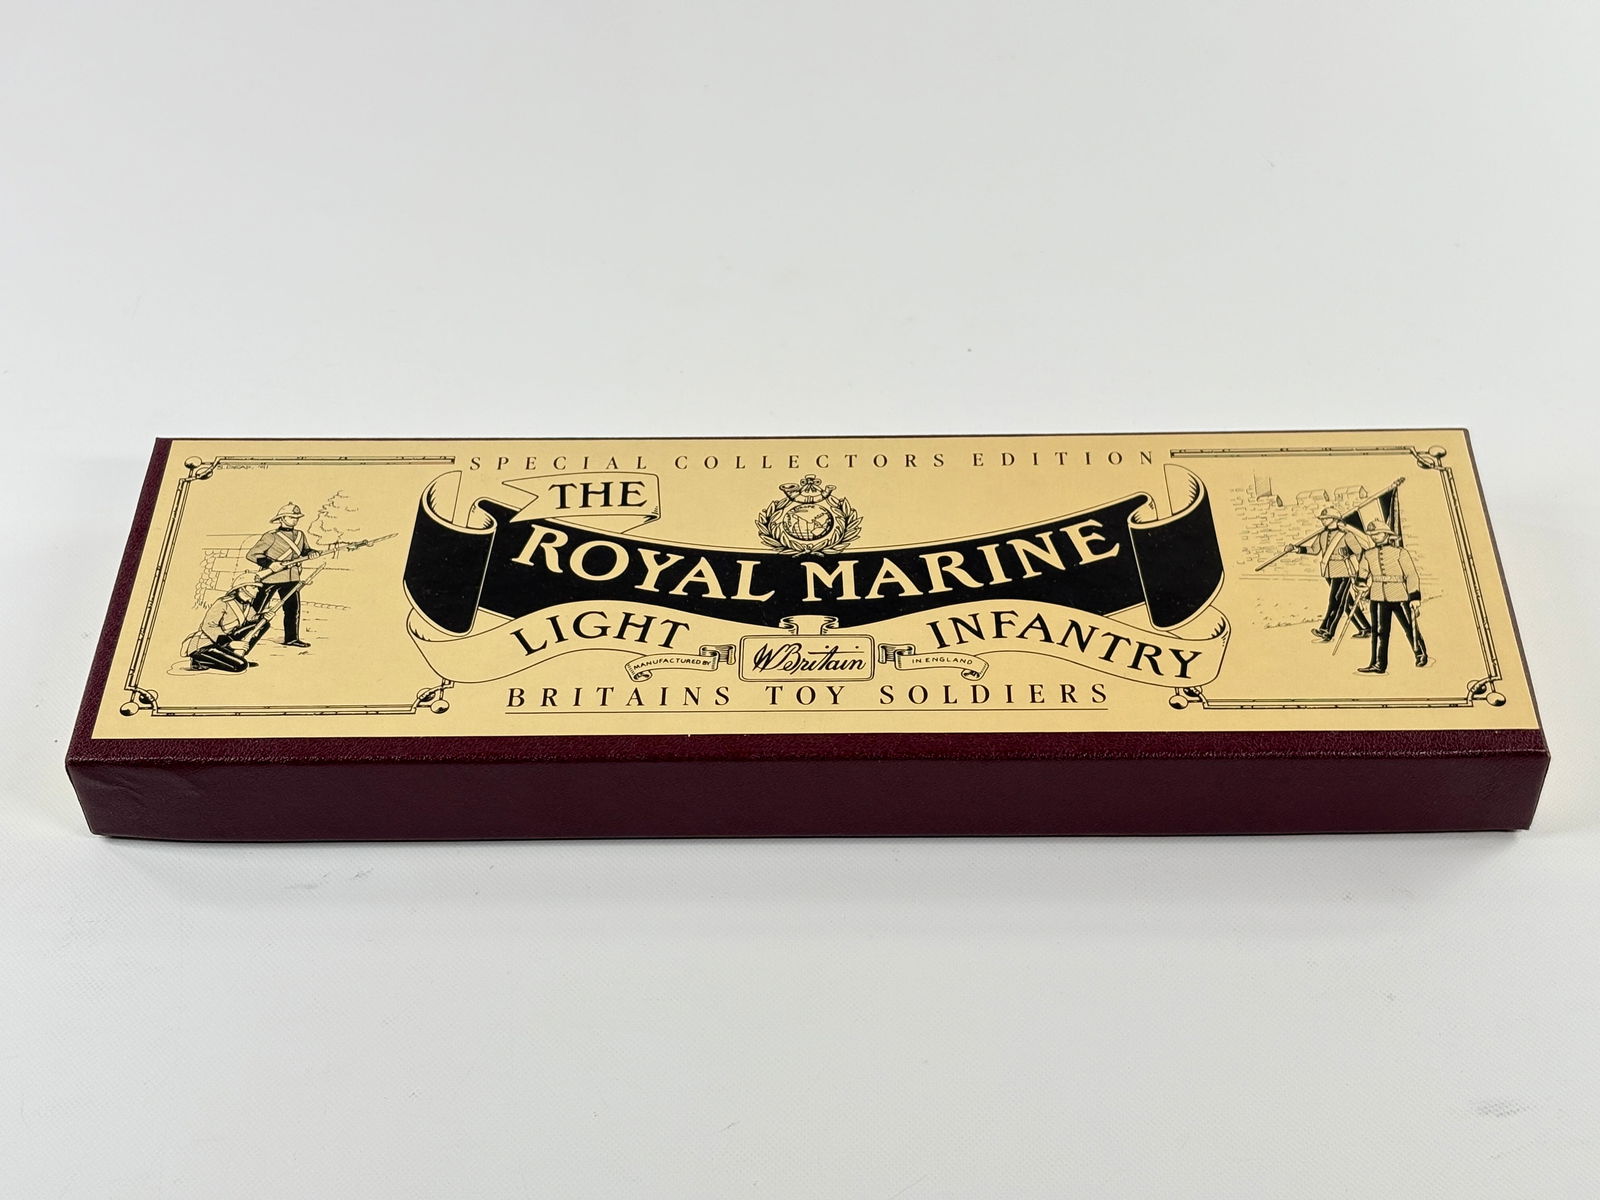 SPECIAL COLLECTORS EDITION
THE
ROYAL MARINE
LIGHT INFANTRY
MANUFACTURED BY
W Britain
IN ENGLAND
BRITAINS TOY SOLDIERS